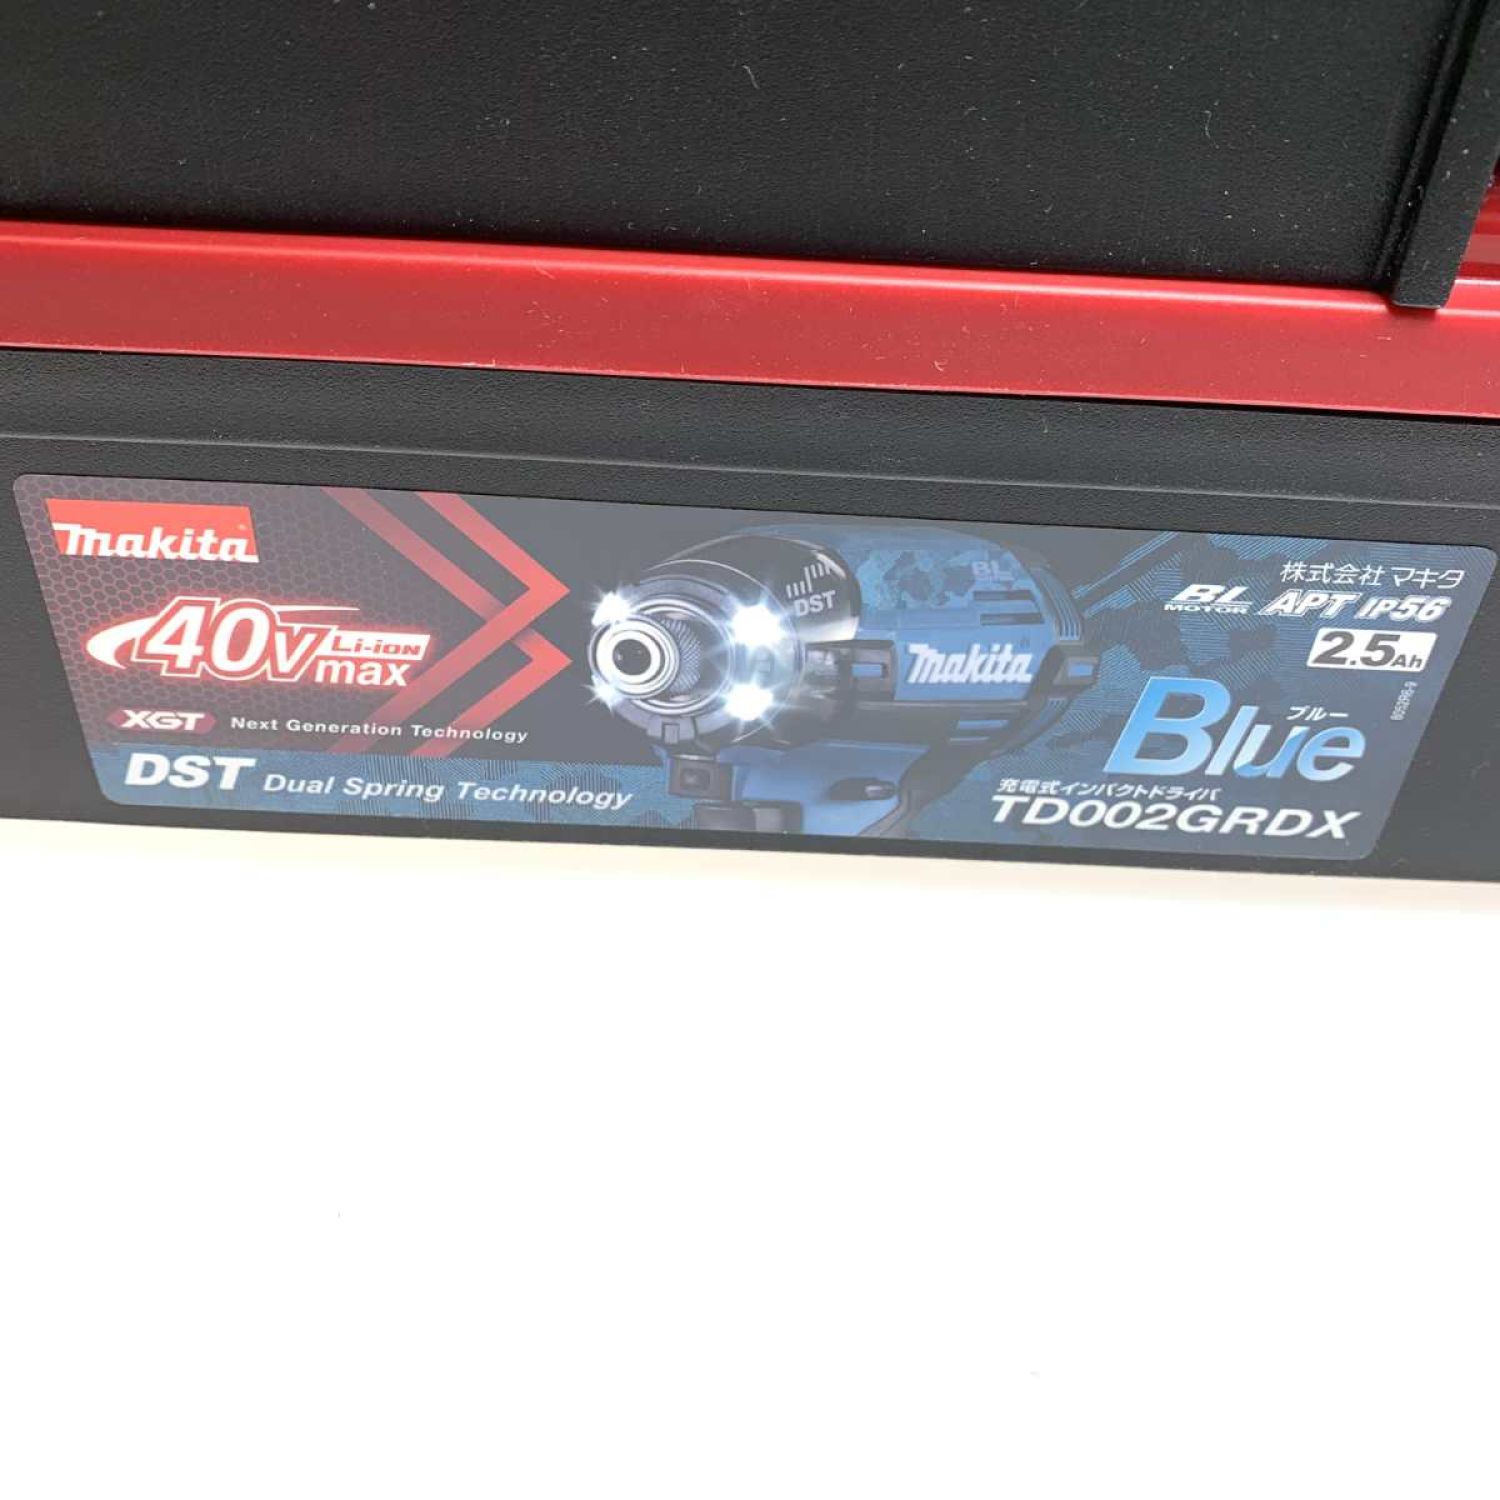 makita
40Vmax Li-ion
XGT Next Generation Technology
DST Dual Spring Technology
DST
BL
makita
株式会社マキタ
BL MOTOR APT IP56
2.5Ah
ブルー
Blue
充電式インパクトドライバ
TD002GRDX